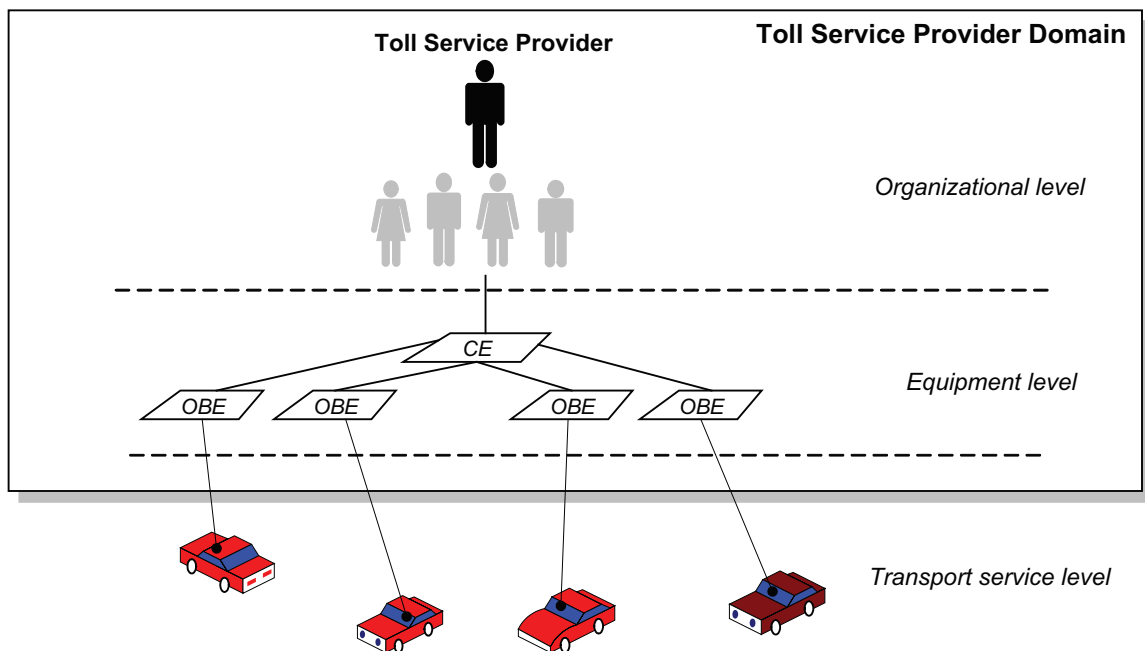 Toll Service Provider Domain
Toll Service Provider
Organizational level
CE
Equipment level
OBE OBE OBE OBE
Transport service level